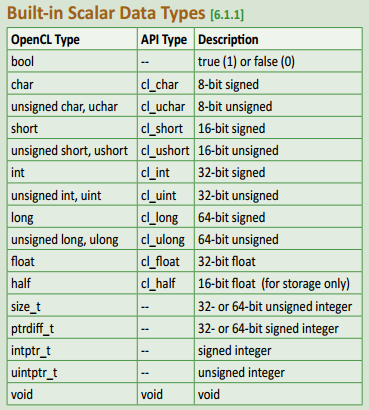 Built-in Scalar Data Types [6.1.1]
OpenCL Type API Type Description
bool -- true (1) or false (0)
char cl_char 8-bit signed
unsigned char, uchar cl_uchar 8-bit unsigned
short cl_short 16-bit signed
unsigned short, ushort cl_ushort 16-bit unsigned
int cl_int 32-bit signed
unsigned int, uint cl_uint 32-bit unsigned
long cl_long 64-bit signed
unsigned long, ulong cl_ulong 64-bit unsigned
float cl_float 32-bit float
half cl_half 16-bit float (for storage only)
size_t -- 32- or 64-bit unsigned integer
ptrdiff_t -- 32- or 64-bit signed integer
intptr_t -- signed integer
uintptr_t -- unsigned integer
void void void